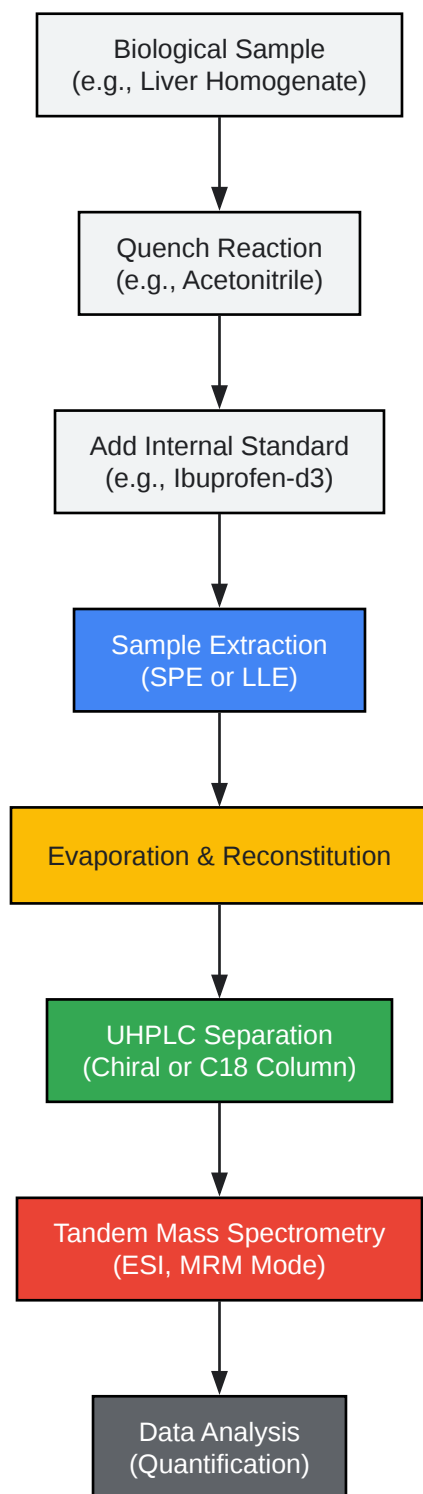 Biological Sample
(e.g., Liver Homogenate)
Quench Reaction
(e.g., Acetonitrile)
Add Internal Standard
(e.g., Ibuprofen-d3)
Sample Extraction
(SPE or LLE)
Evaporation & Reconstitution
UHPLC Separation
(Chiral or C18 Column)
Tandem Mass Spectrometry
(ESI, MRM Mode)
Data Analysis
(Quantification)